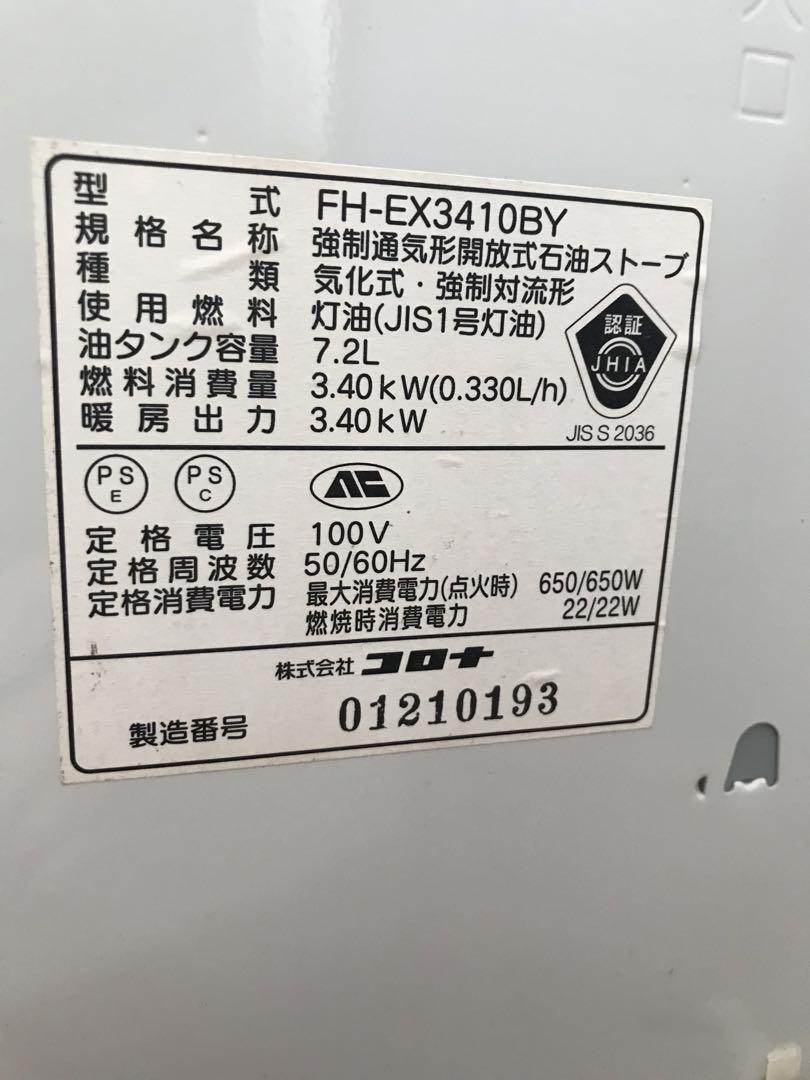 型式 FH-EX3410BY
規格名称 強制通気形開放式石油ストーブ
種類 気化式・強制対流形
使用燃料 灯油(JIS1号灯油)
油タンク容量 7.2L
燃料消費量 3.40kW(0.330L/h)
暖房出力 3.40kW
認証
JHIA
JIS S 2036
PS E PS C
定格電圧 100V
定格周波数 50/60Hz
定格消費電力 最大消費電力(点火時) 650/650W
燃焼時消費電力 22/22W
株式会社 コロナ
製造番号 01210193